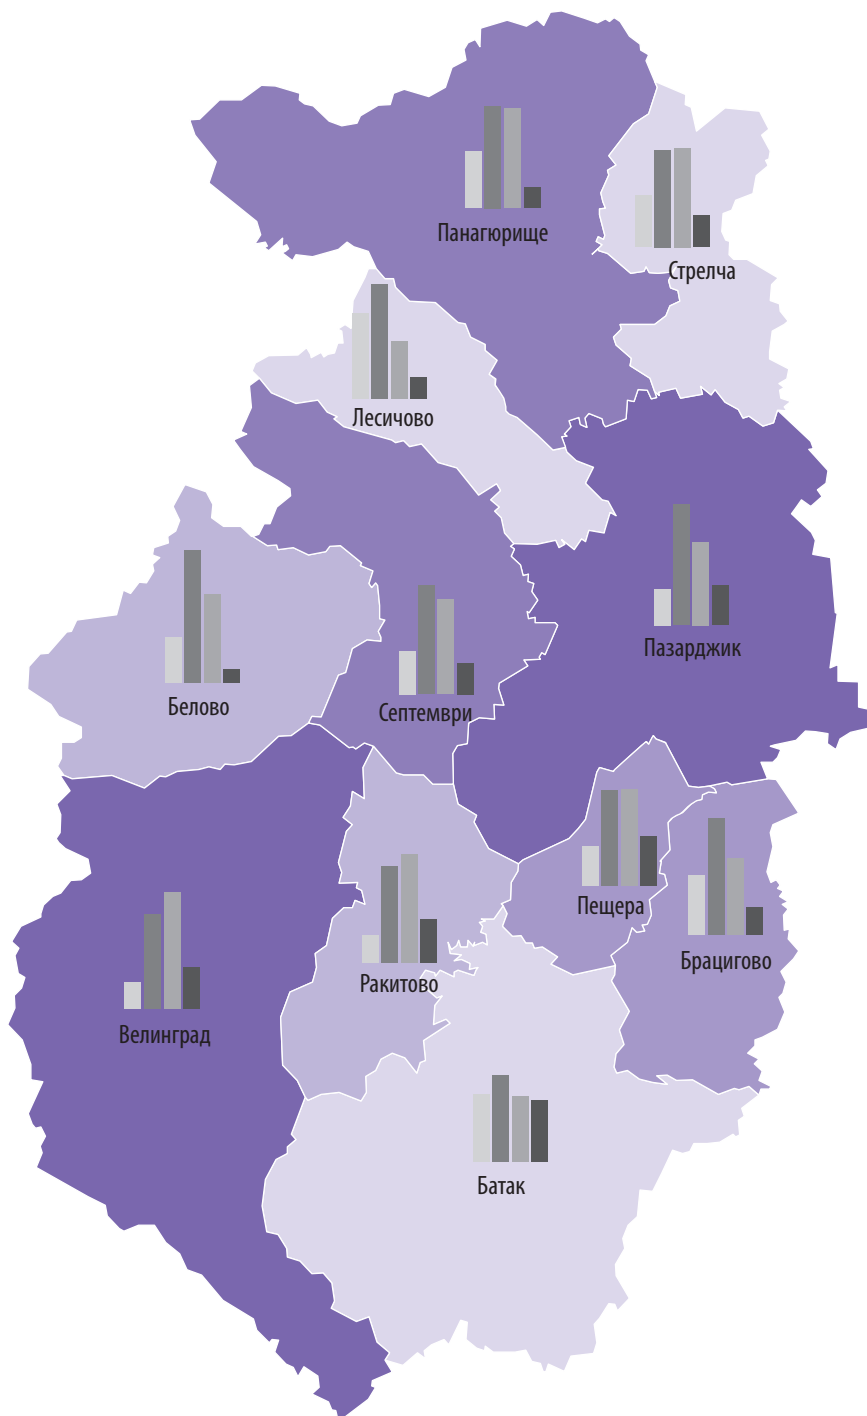 Панагюрище
Стрелча
Лесичово
Пазарджик
Белово
Септември
Пещера
Брацигово
Ракитово
Велинград
Батак